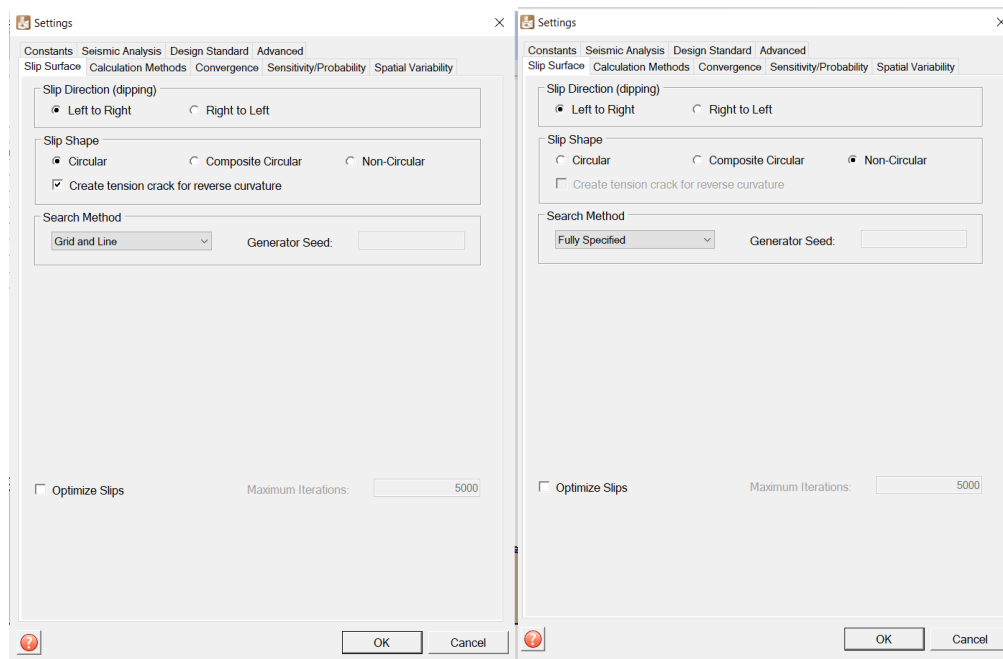 Settings
Constants Seismic Analysis Design Standard Advanced
Slip Surface Calculation Methods Convergence Sensitivity/Probability Spatial Variability
Slip Direction (dipping)
Left to Right Right to Left
Slip Shape
Circular Composite Circular Non-Circular
Create tension crack for reverse curvature
Search Method
Grid and Line Generator Seed:
Optimize Slips Maximum Iterations: 5000
OK Cancel
Settings
Constants Seismic Analysis Design Standard Advanced
Slip Surface Calculation Methods Convergence Sensitivity/Probability Spatial Variability
Slip Direction (dipping)
Left to Right Right to Left
Slip Shape
Circular Composite Circular Non-Circular
Create tension crack for reverse curvature
Search Method
Fully Specified Generator Seed:
Optimize Slips Maximum Iterations: 5000
OK Cancel